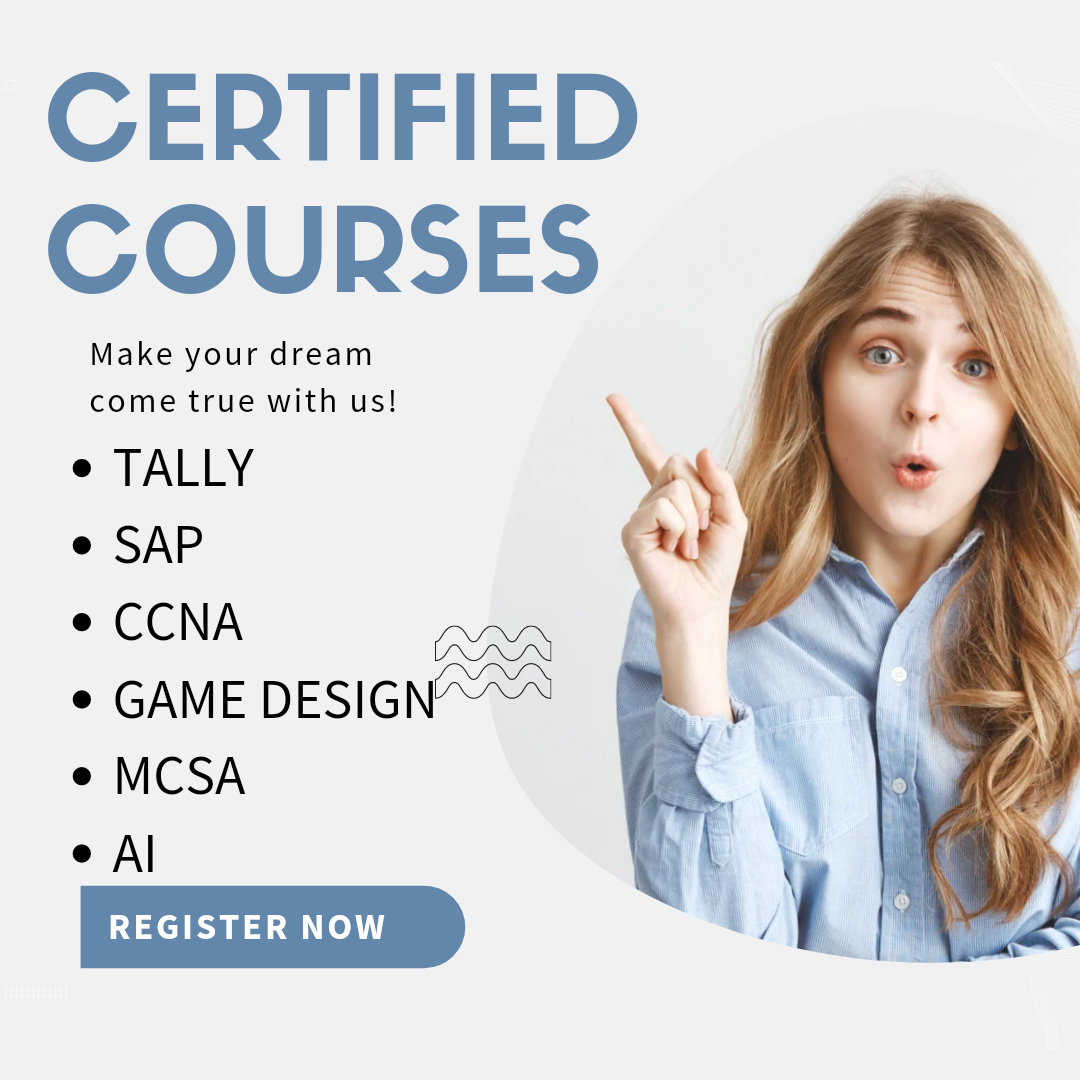 CERTIFIED
COURSES
Make your dream
come true with us!
• TALLY
• SAP
• CCNA
• GAME DESIGN
• MCSA
• AI
REGISTER NOW